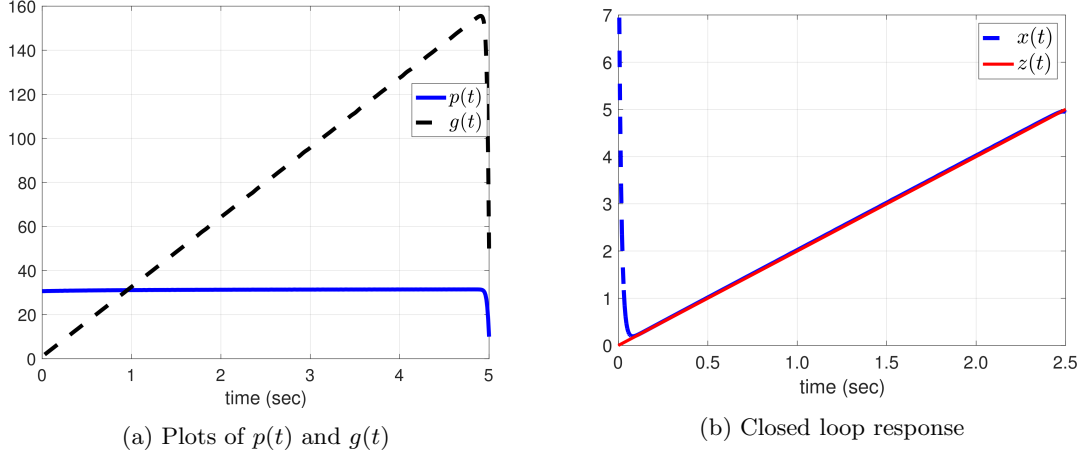 160
140
120
100
80
60
40
20
0
p(t)
g(t)
0 1 2 3 4 5
time (sec)
(a) Plots of p(t) and g(t)
7
6
5
4
3
2
1
0
x(t)
z(t)
0 0.5 1.0 1.5 2.0 2.5
time (sec)
(b) Closed loop response